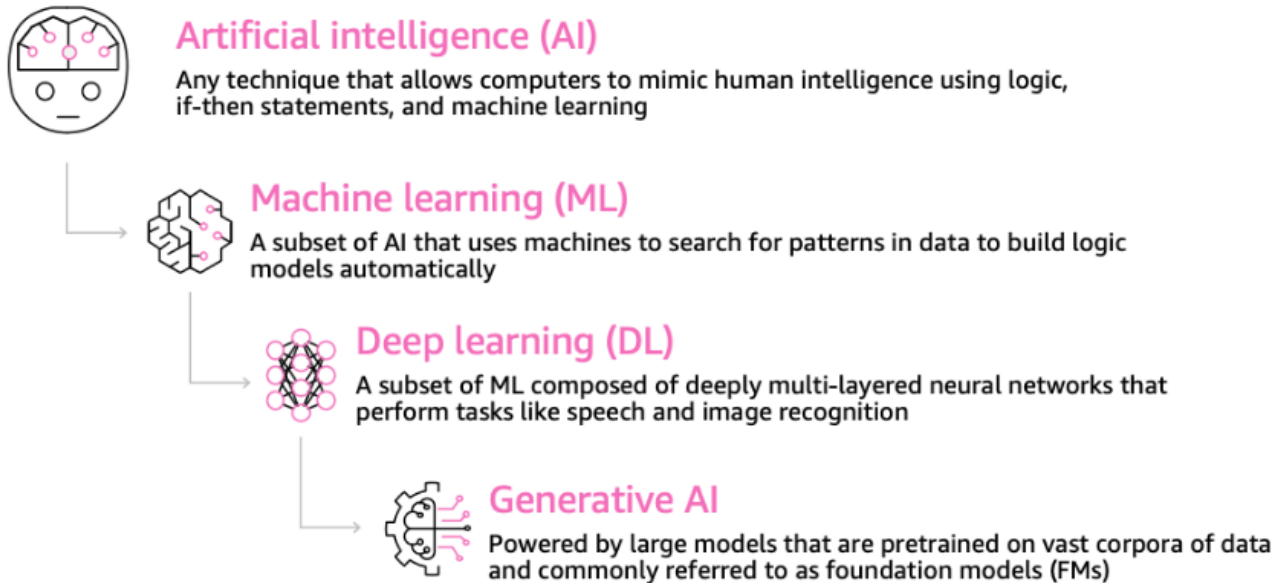 Artificial intelligence (AI)
Any technique that allows computers to mimic human intelligence using logic,
if-then statements, and machine learning
Machine learning (ML)
A subset of AI that uses machines to search for patterns in data to build logic
models automatically
Deep learning (DL)
A subset of ML composed of deeply multi-layered neural networks that
perform tasks like speech and image recognition
Generative AI
Powered by large models that are pretrained on vast corpora of data
and commonly referred to as foundation models (FMs)